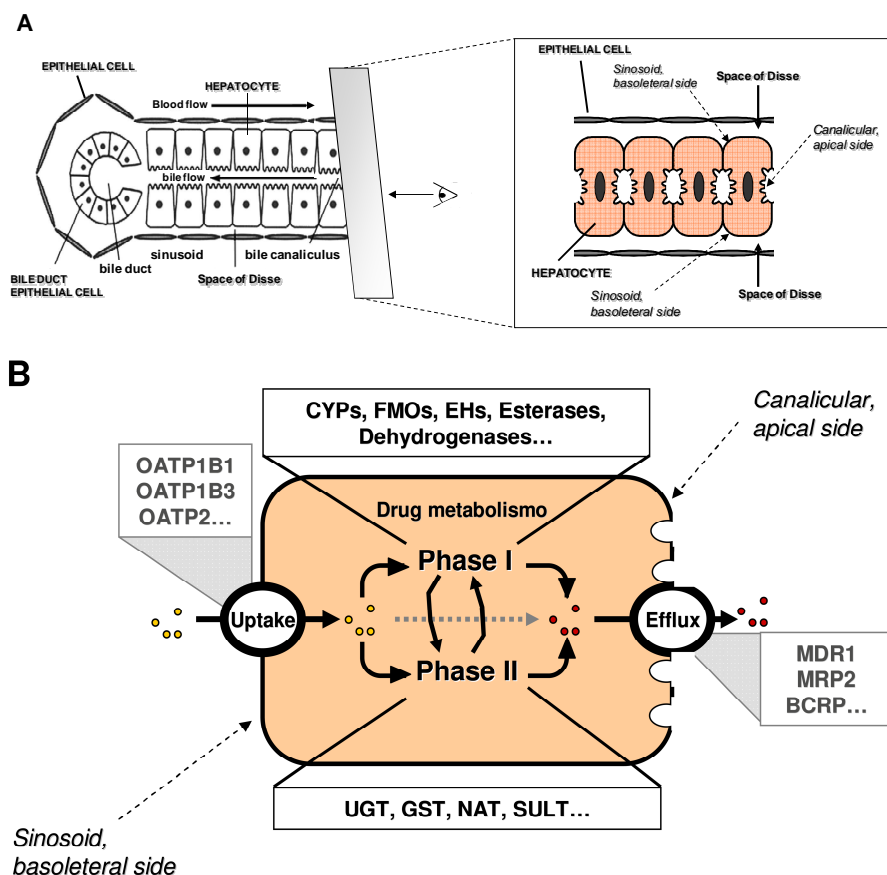 A
EPITHELIAL CELL
HEPATOCYTE
Blood flow
bile flow
sinusoid
bile canaliculus
bile duct
Space of Disse
BILE DUCT
EPITHELIAL CELL
EPITHELIAL CELL
Sinosoid,
basoleteral side
Space of Disse
Canalicular,
apical side
HEPATOCYTE
Sinosoid,
basoleteral side
Space of Disse
B
CYPs, FMOs, EHs, Esterases,
Dehydrogenases...
Canalicular,
apical side
OATP1B1
OATP1B3
OATP2...
Drug metabolismo
Phase I
Uptake
Efflux
Phase II
MDR1
MRP2
BCRP...
UGT, GST, NAT, SULT...
Sinosoid,
basoleteral side